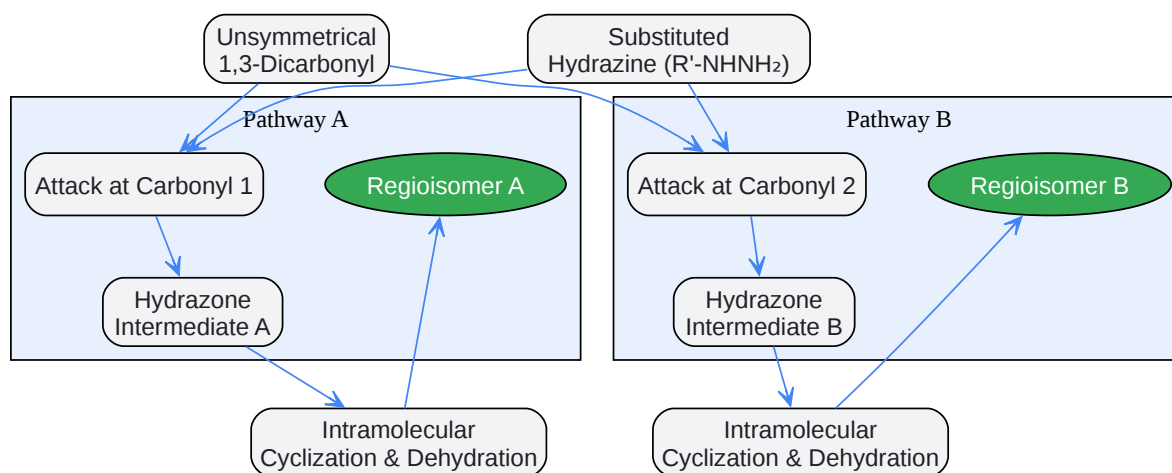 Unsymmetrical
1,3-Dicarbonyl
Substituted
Hydrazine (R'-NHNH₂)
Pathway A
Attack at Carbonyl 1
Regioisomer A
Hydrazone
Intermediate A
Intramolecular
Cyclization & Dehydration
Pathway B
Attack at Carbonyl 2
Regioisomer B
Hydrazone
Intermediate B
Intramolecular
Cyclization & Dehydration